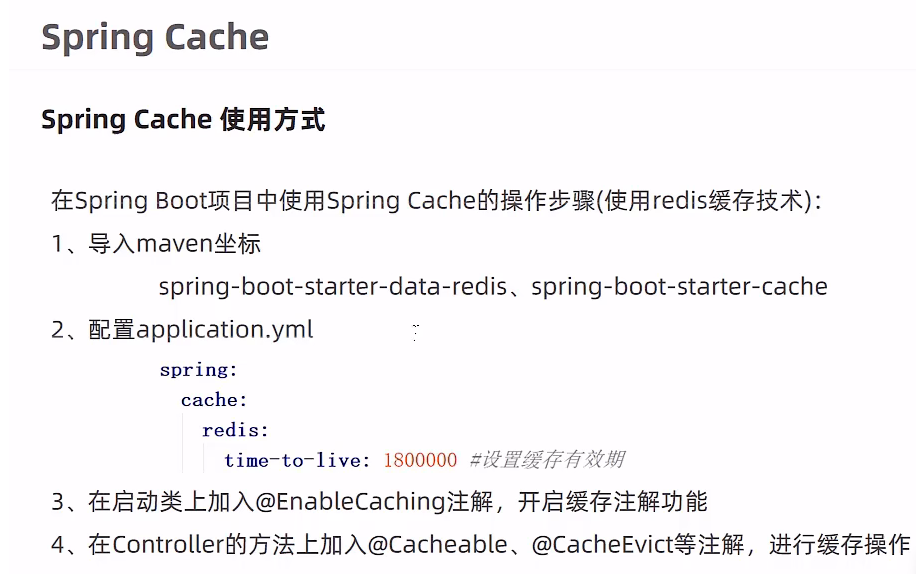 Spring Cache
Spring Cache 使用方式
在Spring Boot项目中使用Spring Cache的操作步骤(使用redis缓存技术)：
1、导入maven坐标
spring-boot-starter-data-redis、spring-boot-starter-cache
2、配置application.yml
spring:
cache:
redis:
time-to-live: 1800000 #设置缓存有效期
3、在启动类上加入@EnableCaching注解，开启缓存注解功能
4、在Controller的方法上加入@Cacheable、@CacheEvict等注解，进行缓存操作